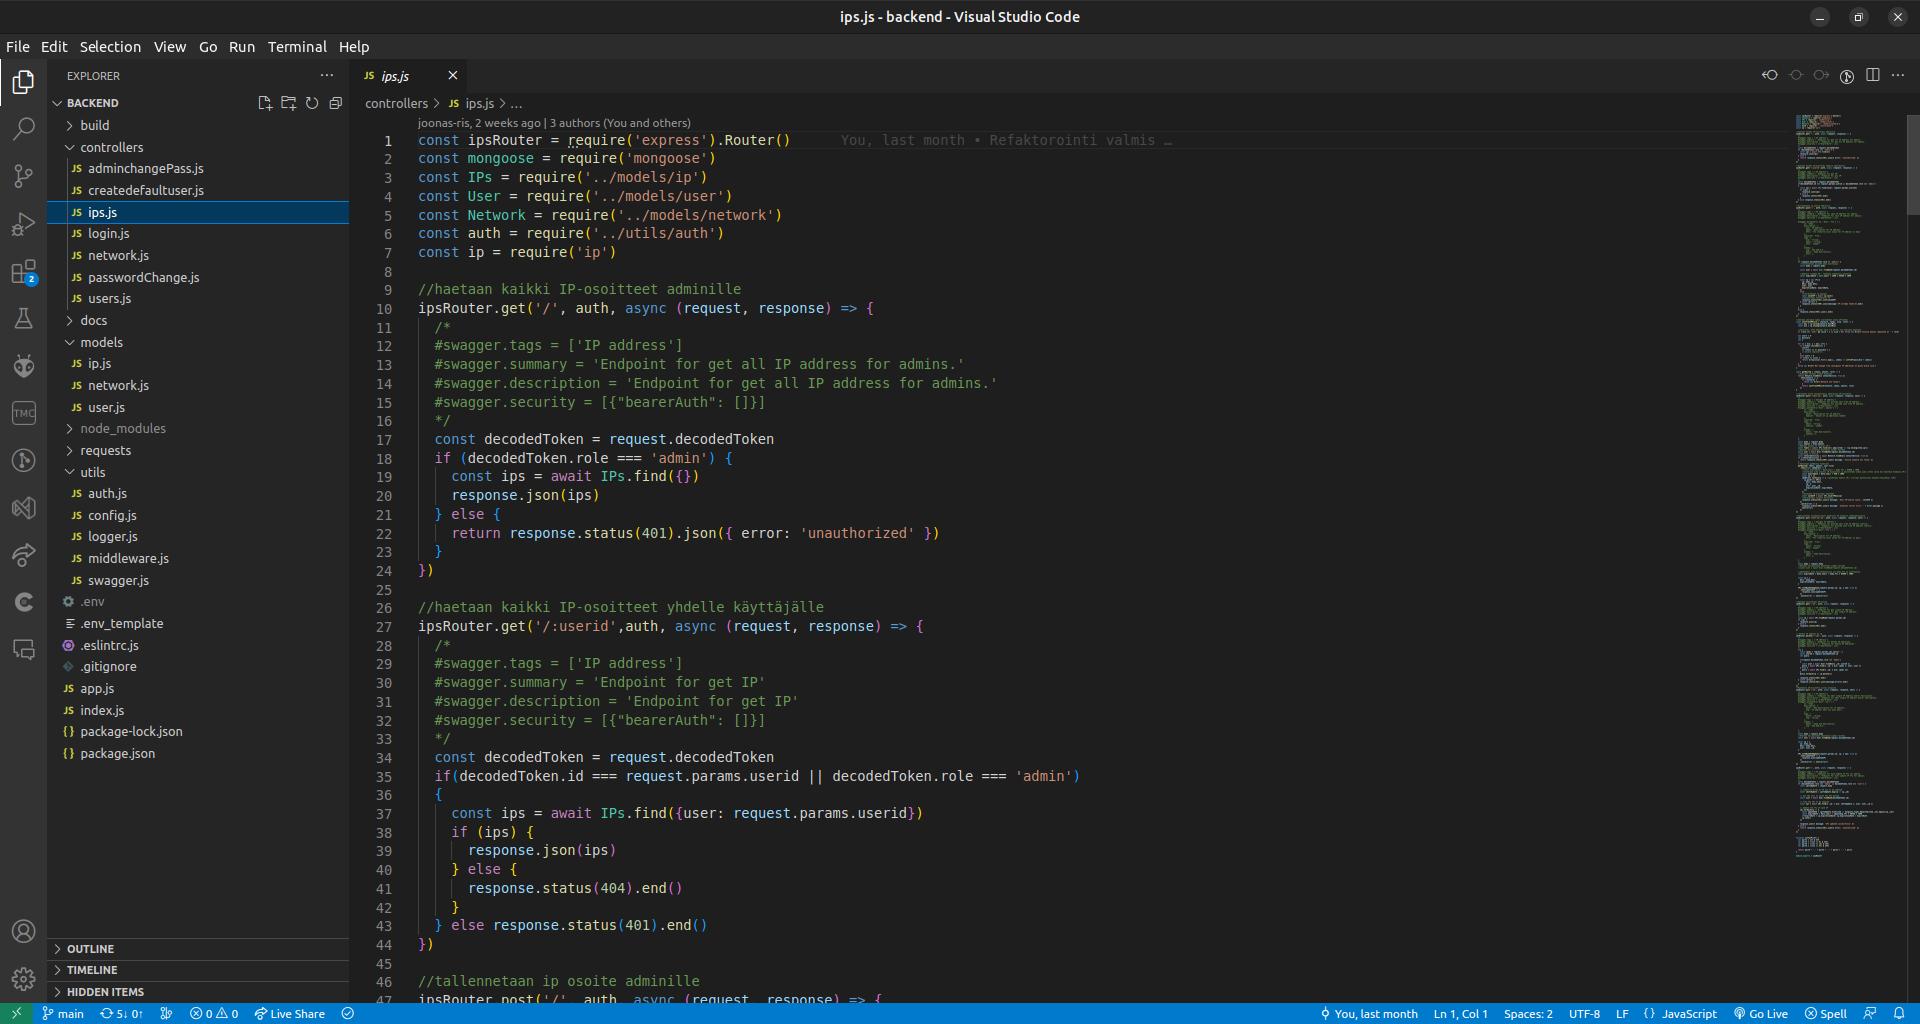 ips.js - backend - Visual Studio Code
File Edit Selection View Go Run Terminal Help
EXPLORER
BACKEND
build
controllers
adminchangePass.js
createdefaultuser.js
ips.js
login.js
network.js
passwordChange.js
users.js
docs
models
ip.js
network.js
user.js
node_modules
requests
utils
auth.js
config.js
logger.js
middleware.js
swagger.js
.env
.env_template
.eslintrc.js
.gitignore
app.js
index.js
package-lock.json
package.json
OUTLINE
TIMELINE
HIDDEN ITEMS
2
TMC
JS ips.js
controllers > JS ips.js > ...
joonas-ris, 2 weeks ago | 3 authors (You and others)
1 const ipsRouter = require('express').Router() You, last month • Refaktorointi valmis …
2 const mongoose = require('mongoose')
3 const IPs = require('../models/ip')
4 const User = require('../models/user')
5 const Network = require('../models/network')
6 const auth = require('../utils/auth')
7 const ip = require('ip')
8
9 //haetaan kaikki IP-osoitteet adminille
10 ipsRouter.get('/', auth, async (request, response) => {
11 /*
12 #swagger.tags = ['IP address']
13 #swagger.summary = 'Endpoint for get all IP address for admins.'
14 #swagger.description = 'Endpoint for get all IP address for admins.'
15 #swagger.security = [{"bearerAuth": []}]
16 */
17 const decodedToken = request.decodedToken
18 if (decodedToken.role === 'admin') {
19 const ips = await IPs.find({})
20 response.json(ips)
21 } else {
22 return response.status(401).json({ error: 'unauthorized' })
23 }
24 })
25
26 //haetaan kaikki IP-osoitteet yhdelle käyttäjälle
27 ipsRouter.get('/:userid',auth, async (request, response) => {
28 /*
29 #swagger.tags = ['IP address']
30 #swagger.summary = 'Endpoint for get IP'
31 #swagger.description = 'Endpoint for get IP'
32 #swagger.security = [{"bearerAuth": []}]
33 */
34 const decodedToken = request.decodedToken
35 if(decodedToken.id === request.params.userid || decodedToken.role === 'admin')
36 {
37 const ips = await IPs.find({user: request.params.userid})
38 if (ips) {
39 response.json(ips)
40 } else {
41 response.status(404).end()
42 }
43 } else response.status(401).end()
44 })
45
46 //tallennetaan ip osoite adminille
47 ipsRouter.post('/', auth, async (request, response) => {
main 5↓ 0↑ 0 0 Live Share You, last month Ln 1, Col 1 Spaces: 2 UTF-8 LF {} JavaScript Go Live Spell